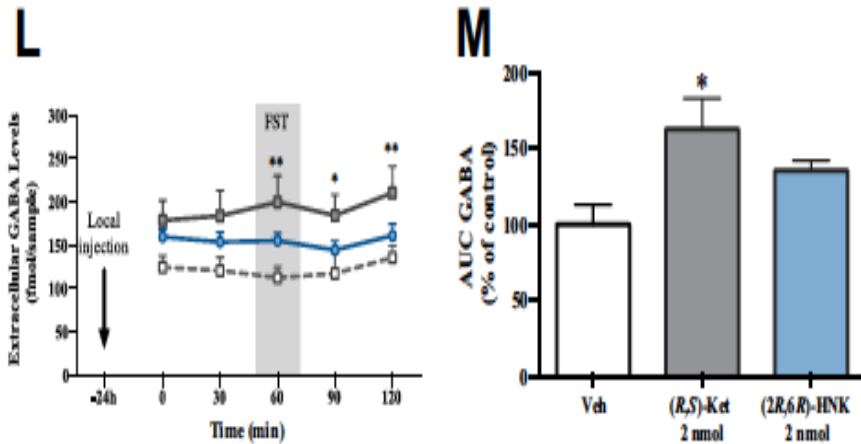 L
Extracellular GABA Levels
(fmol/sample)
300
250
200
150
100
50
0
Local
injection
FST
**
*
**
-24h
0
30
60
90
120
Time (min)
M
AUC GABA
(% of control)
200
150
100
50
0
*
Veh
(R,S)-Ket
2 nmol
(2R,6R)-HNK
2 nmol